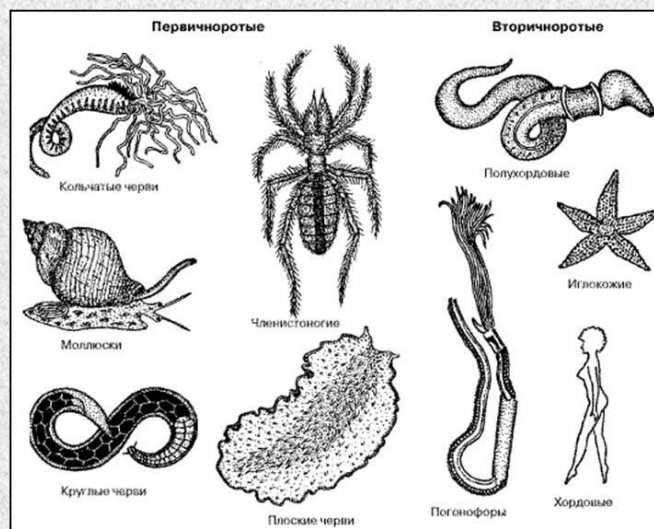 Первичноротые
Вторичноротые
Кольчатые черви
Полухордовые
Иглокожие
Членистоногие
Моллюски
Круглые черви
Плоские черви
Погонофоры
Хордовые